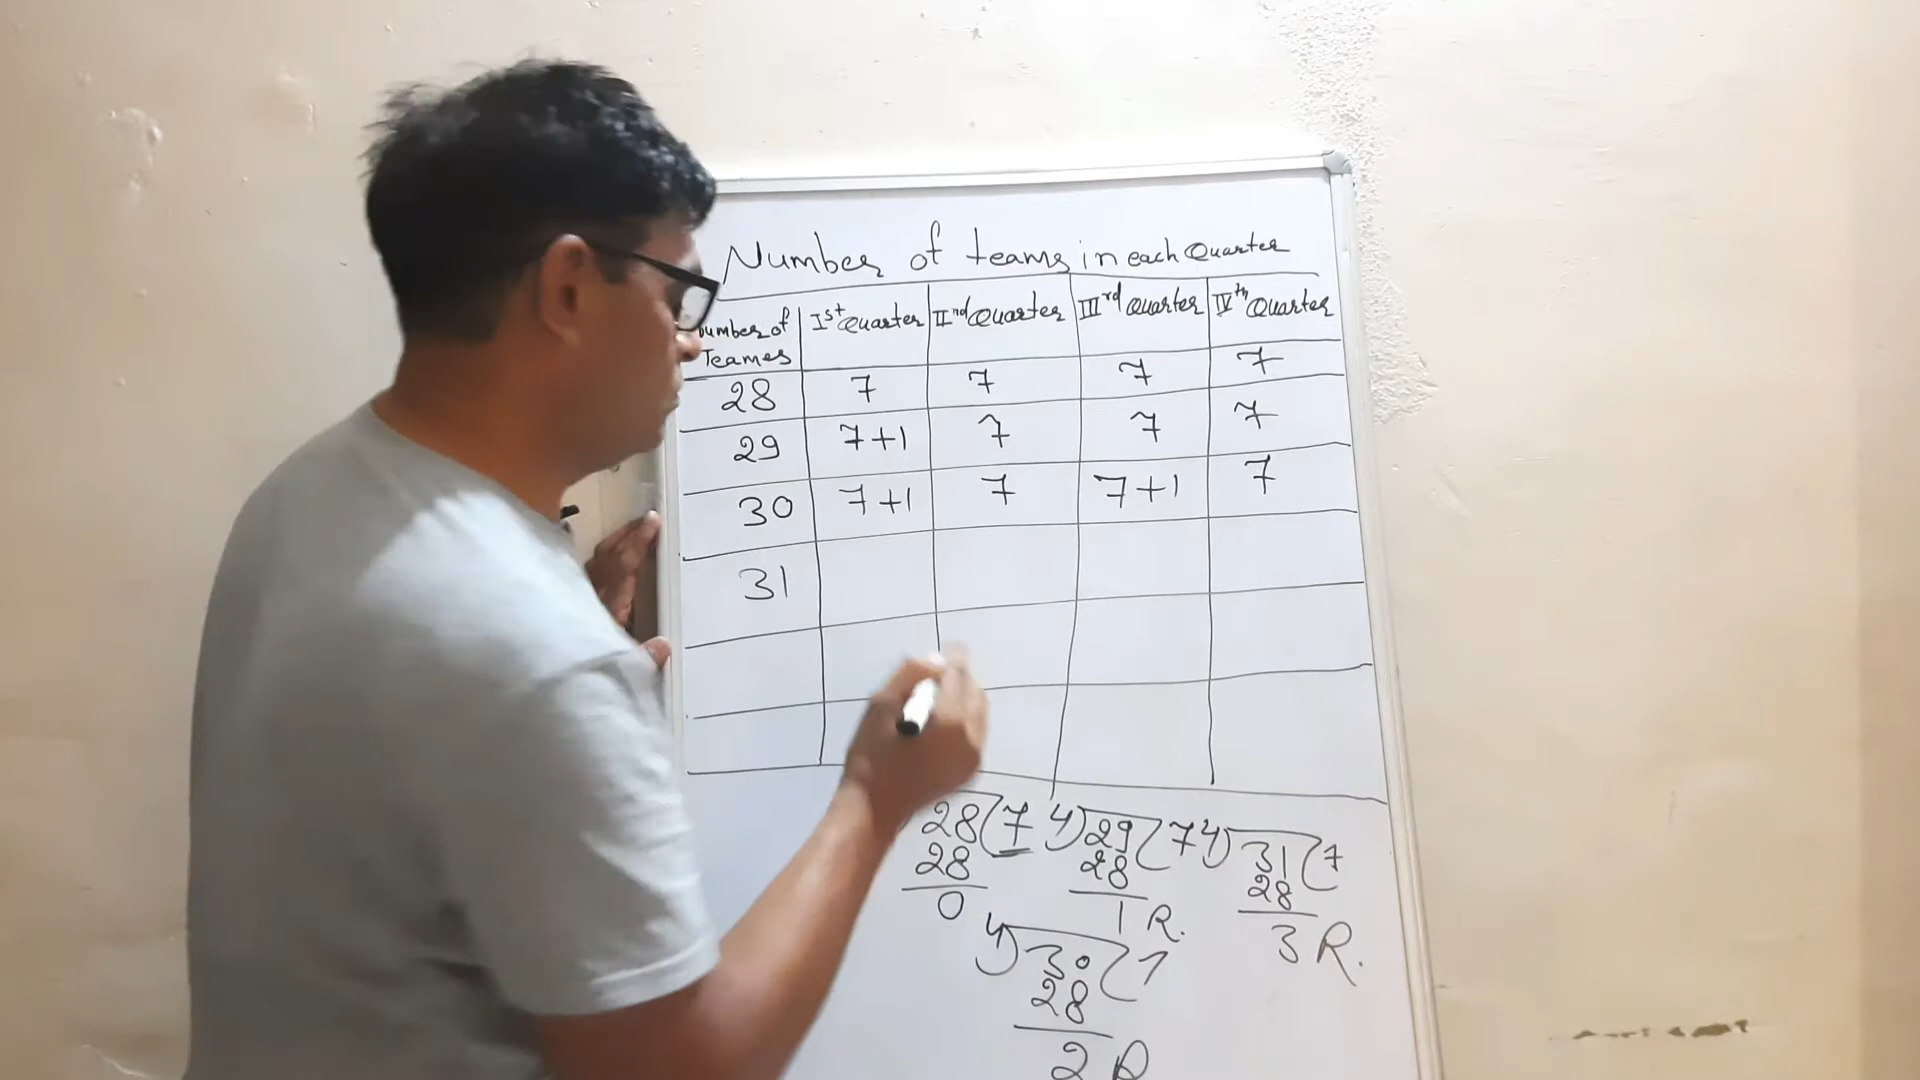 Number of teams in each Quarter
Number of Teames Ist Quarter IInd Quarter IIIrd Quarter IVth Quarter
28 7 7 7 7
29 7+1 7 7 7
30 7+1 7 7+1 7
31
28(7 4)29(7 4)31(7
28 28 28
0 1 R. 3 R.
4)30(7
28
2 R